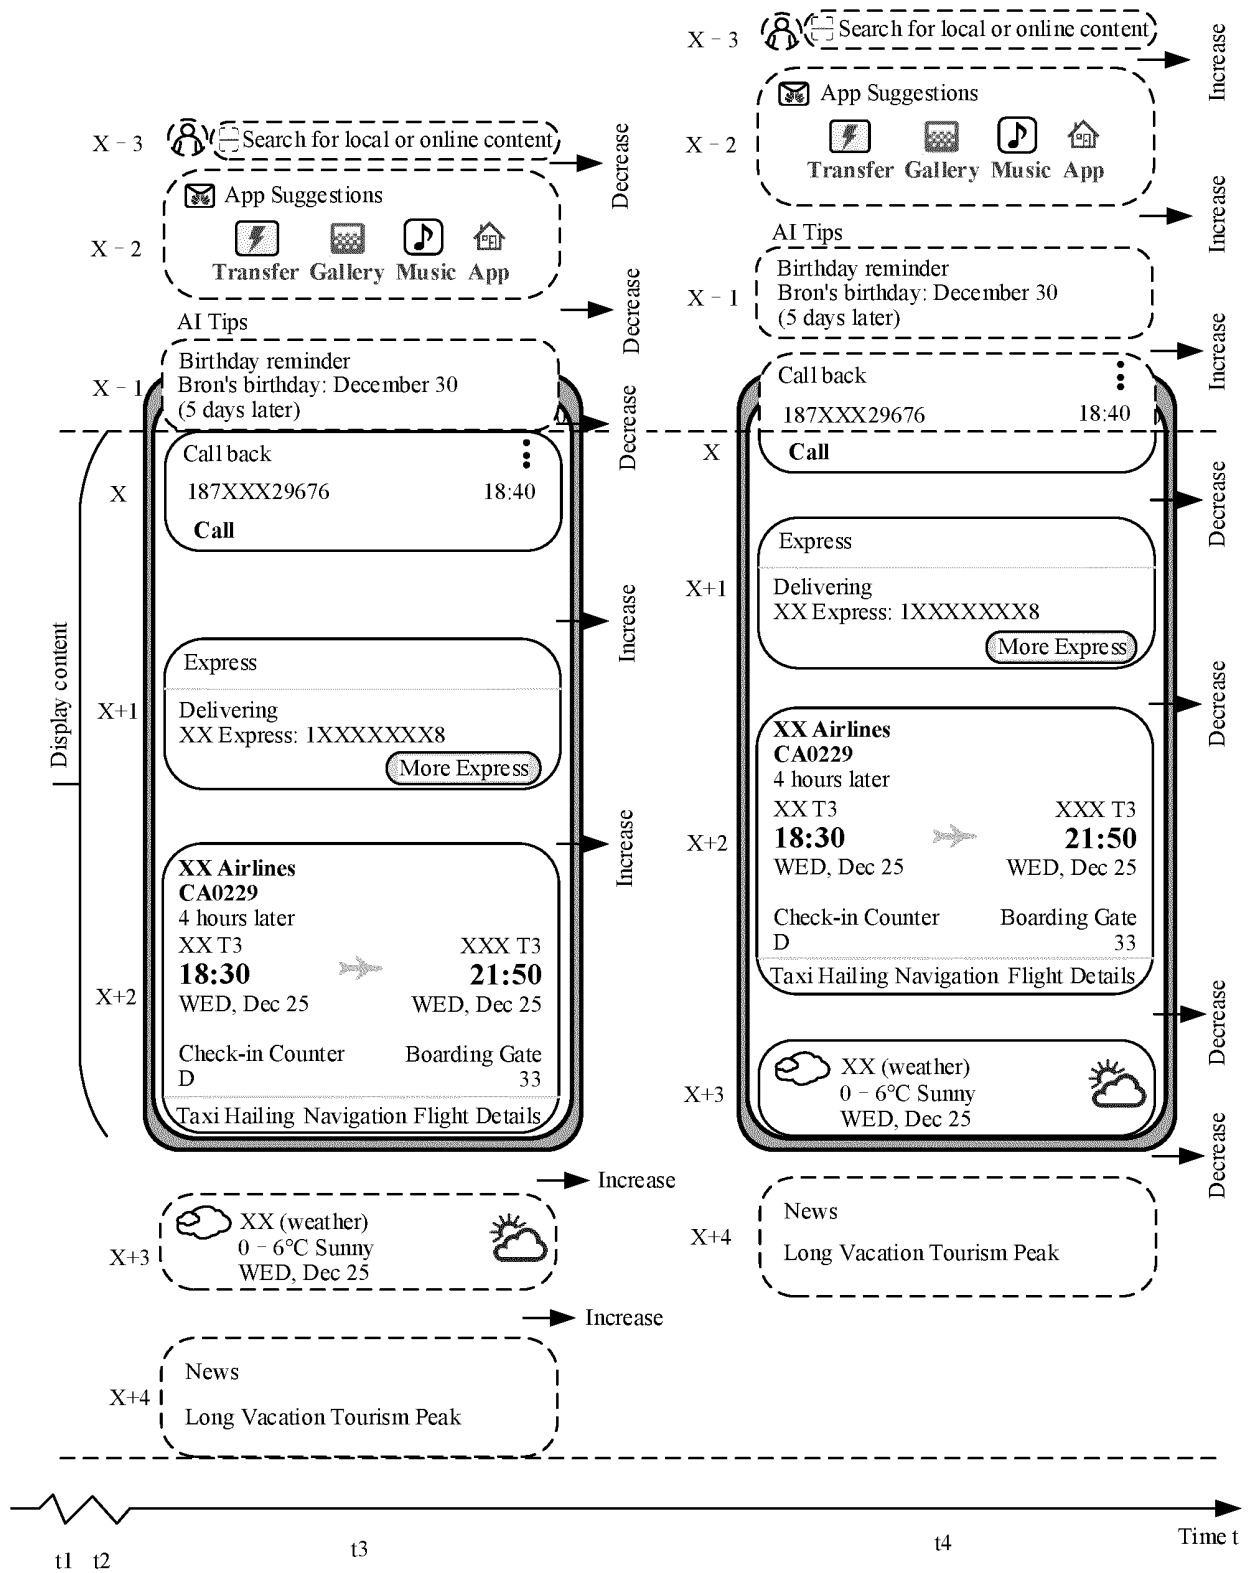 X - 3
Search for local or online content
Decrease
App Suggestions
X - 2
Transfer Gallery Music App
Decrease
AI Tips
X - 1
Birthday reminder
Bron's birthday: December 30
(5 days later)
Decrease
Display content
X
Call back
187XXX29676 18:40
Call
Increase
X+1
Express
Delivering
XX Express: 1XXXXXXX8
More Express
Increase
X+2
XX Airlines
CA0229
4 hours later
XX T3 XXX T3
18:30 21:50
WED, Dec 25 WED, Dec 25
Check-in Counter Boarding Gate
D 33
Taxi Hailing Navigation Flight Details
Increase
X+3
XX (weather)
0 - 6°C Sunny
WED, Dec 25
Increase
X+4
News
Long Vacation Tourism Peak
X - 3
Search for local or online content
Increase
App Suggestions
X - 2
Transfer Gallery Music App
Increase
AI Tips
X - 1
Birthday reminder
Bron's birthday: December 30
(5 days later)
Increase
Call back
187XXX29676 18:40
X
Call
Decrease
X+1
Express
Delivering
XX Express: 1XXXXXXX8
More Express
Decrease
X+2
XX Airlines
CA0229
4 hours later
XX T3 XXX T3
18:30 21:50
WED, Dec 25 WED, Dec 25
Check-in Counter Boarding Gate
D 33
Taxi Hailing Navigation Flight Details
Decrease
X+3
XX (weather)
0 - 6°C Sunny
WED, Dec 25
Decrease
X+4
News
Long Vacation Tourism Peak
t1 t2 t3 t4 Time t